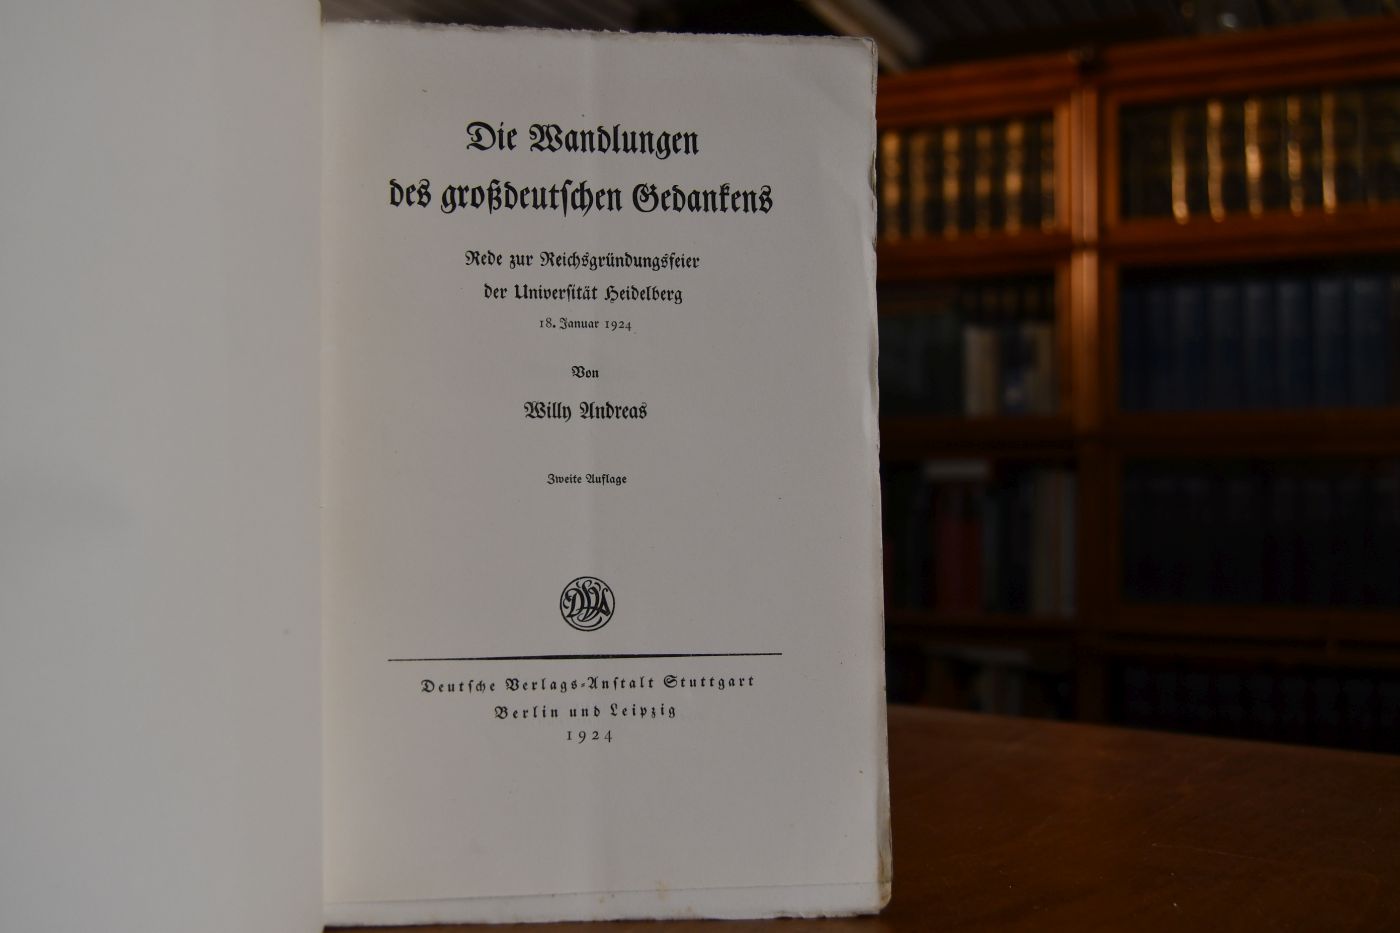 Die Wandlungen
des großdeutſchen Gedankens
Rede zur Reichsgründungsfeier
der Univerſität Heidelberg
18. Januar 1924
Von
Willy Andreas
Zweite Auflage
DVA
Deutſche Verlags-Anſtalt Stuttgart
Berlin und Leipzig
1924